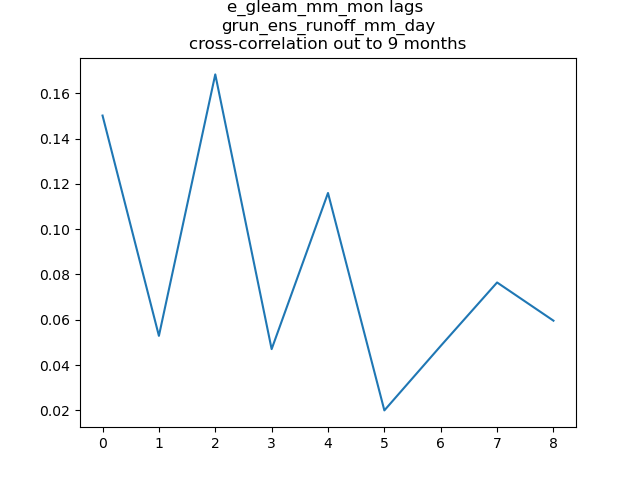 e_gleam_mm_mon lags
grun_ens_runoff_mm_day
cross-correlation out to 9 months
0.16
0.14
0.12
0.10
0.08
0.06
0.04
0.02
0 1 2 3 4 5 6 7 8